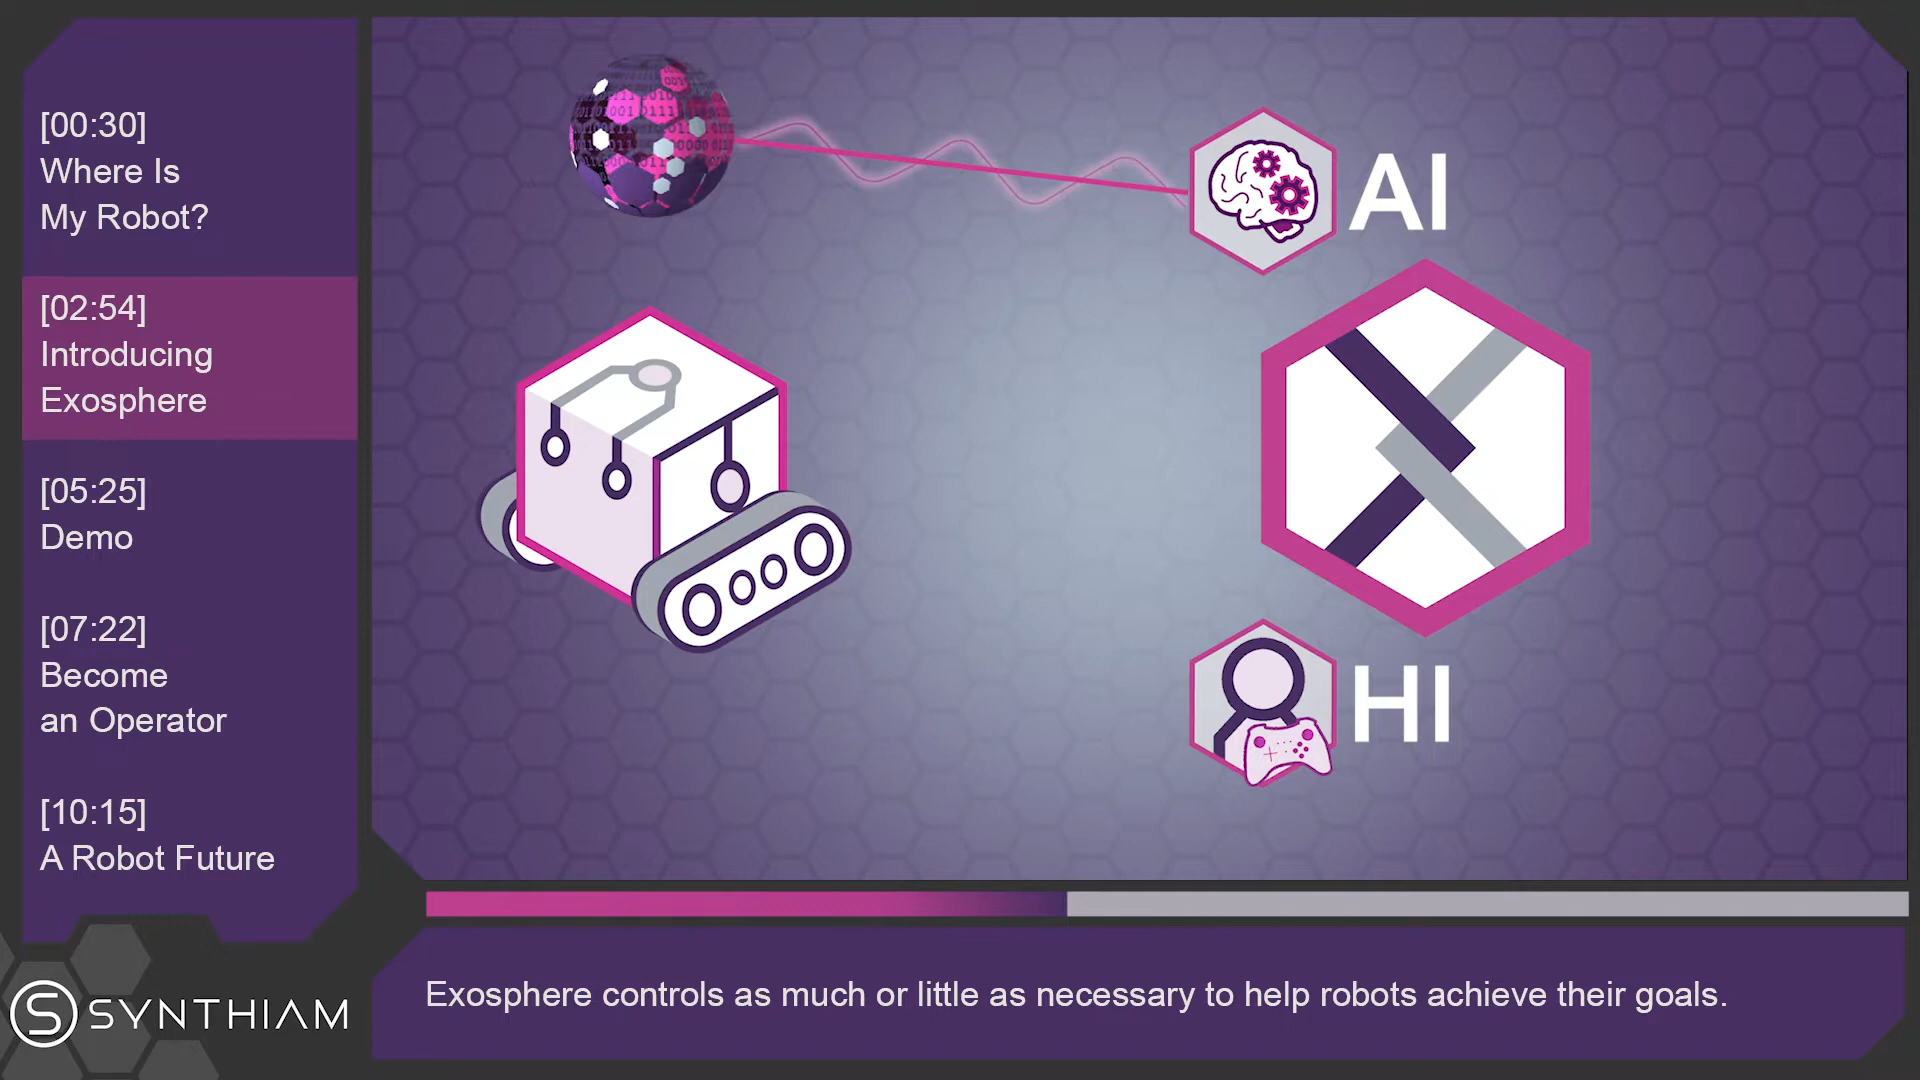 [00:30]
Where Is
My Robot?
[02:54]
Introducing
Exosphere
[05:25]
Demo
[07:22]
Become
an Operator
[10:15]
A Robot Future
SYNTHIAM
AI
HI
Exosphere controls as much or little as necessary to help robots achieve their goals.